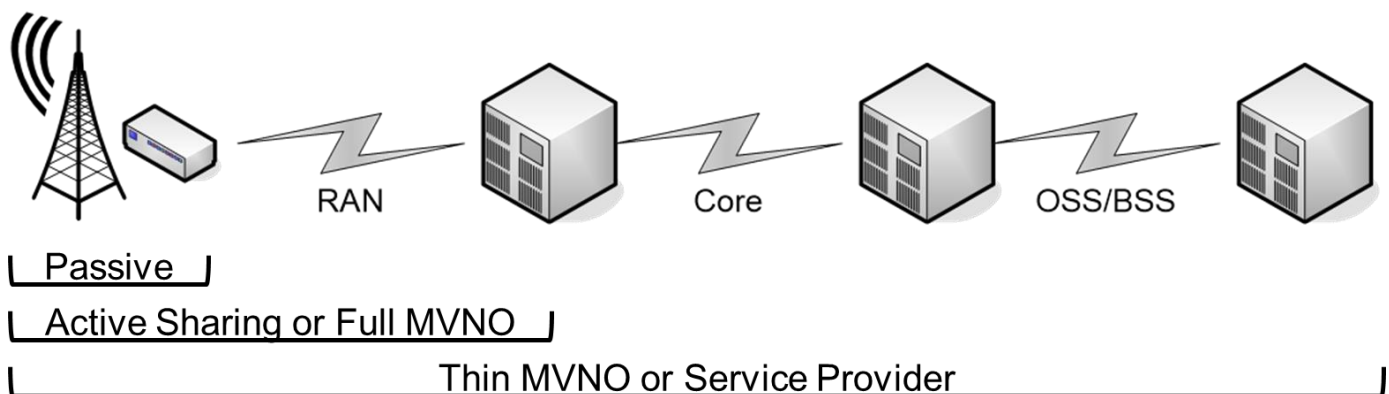 RAN
Core
OSS/BSS
Passive
Active Sharing or Full MVNO
Thin MVNO or Service Provider